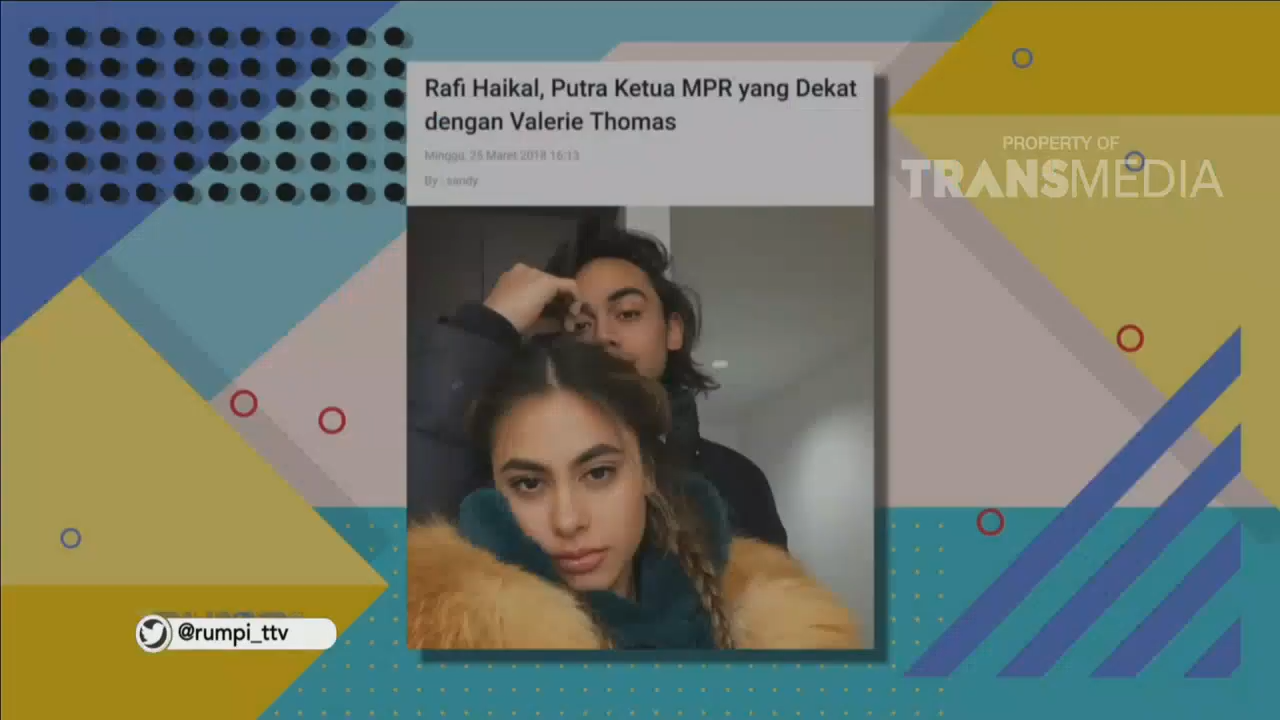 Rafi Haikal, Putra Ketua MPR yang Dekat
dengan Valerie Thomas
Minggu, 25 Maret 2018 16:13
By : sandy
PROPERTY OF
TRANSMEDIA
@rumpi_ttv